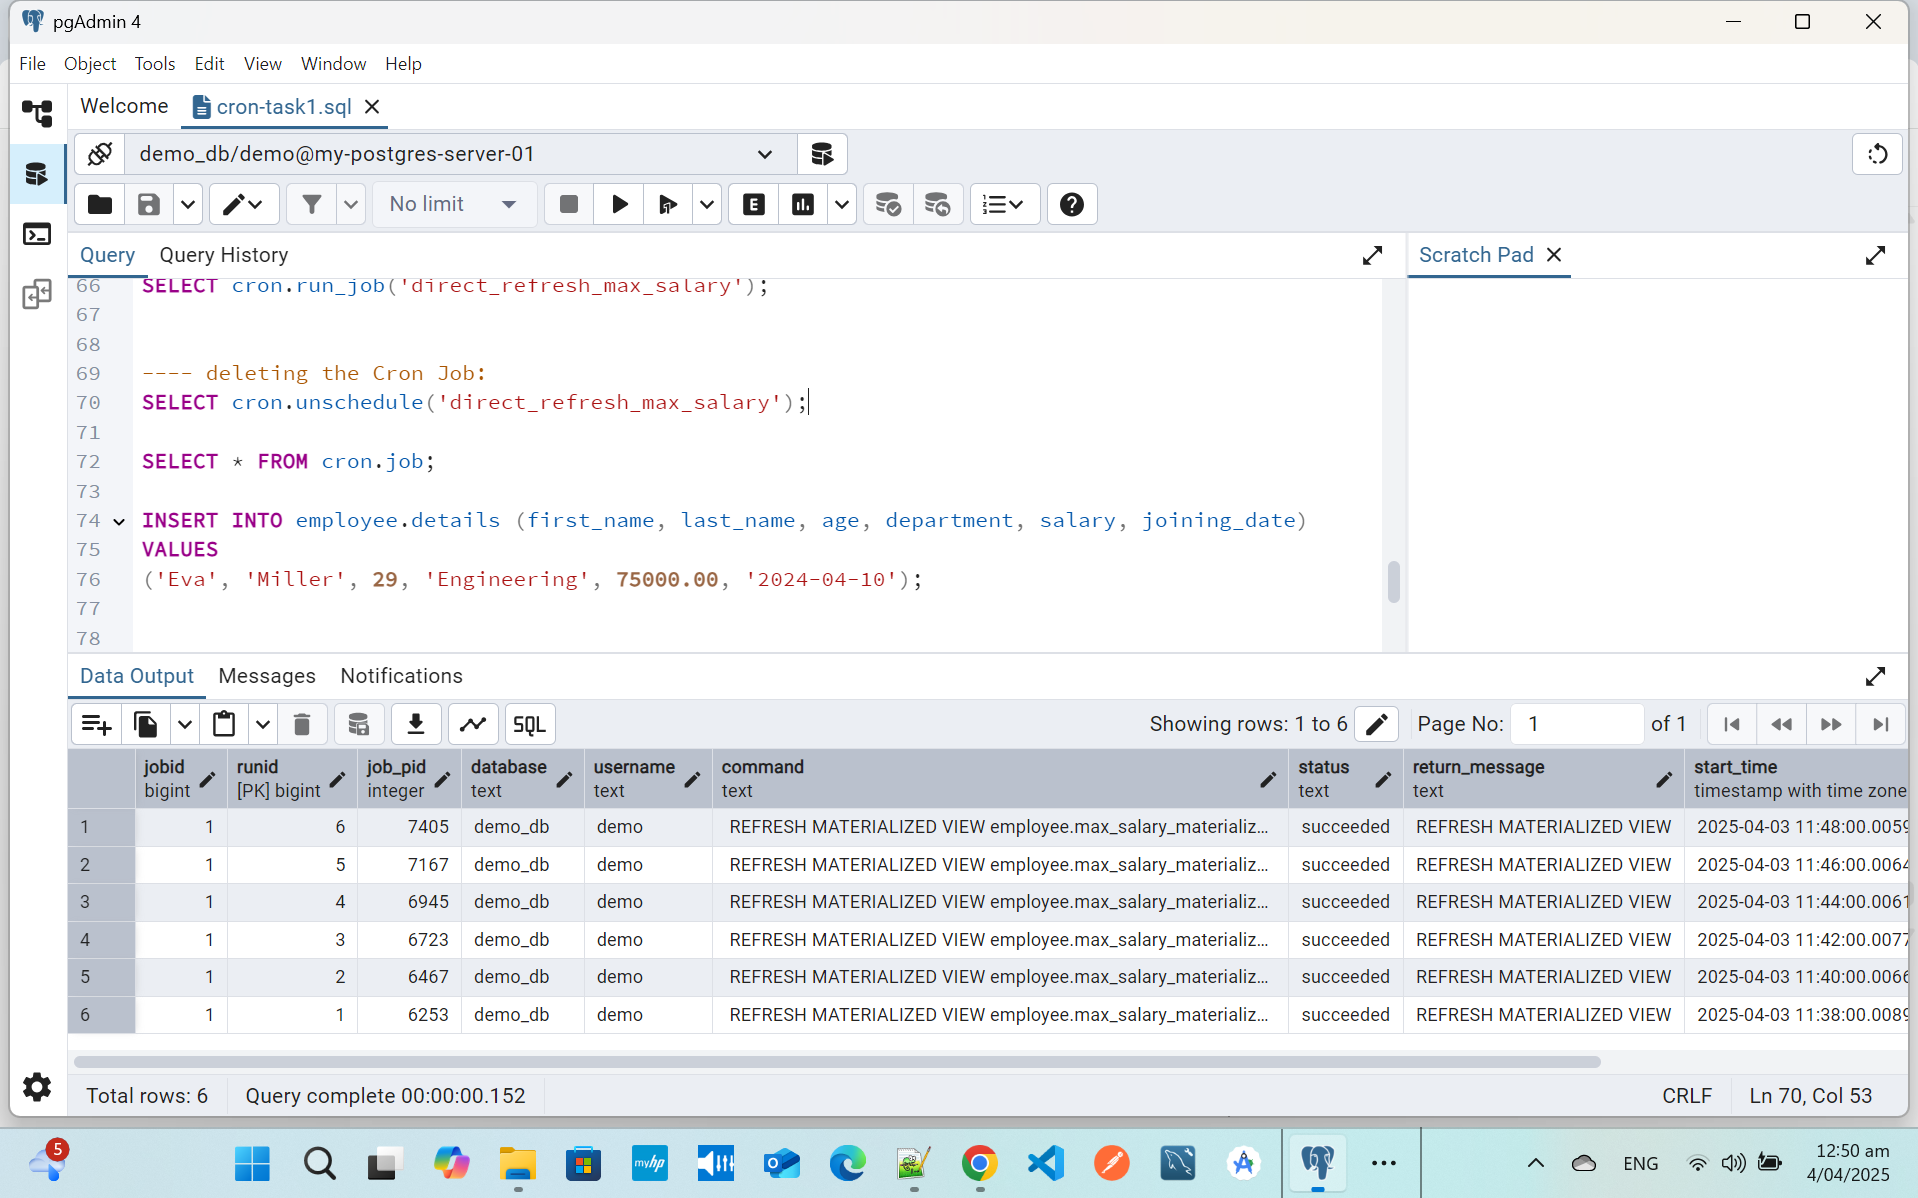 pgAdmin 4
File Object Tools Edit View Window Help
Welcome cron-task1.sql
demo_db/demo@my-postgres-server-01
No limit
E
Query Query History Scratch Pad
66 SELECT cron.run_job('direct_refresh_max_salary');
67
68
69 ---- deleting the Cron Job:
70 SELECT cron.unschedule('direct_refresh_max_salary');
71
72 SELECT * FROM cron.job;
73
74 INSERT INTO employee.details (first_name, last_name, age, department, salary, joining_date)
75 VALUES
76 ('Eva', 'Miller', 29, 'Engineering', 75000.00, '2024-04-10');
77
78
Data Output Messages Notifications
SQL Showing rows: 1 to 6 Page No: 1 of 1
jobid runid job_pid database username command status return_message start_time
bigint [PK] bigint integer text text text text text timestamp with time zone
1 1 6 7405 demo_db demo REFRESH MATERIALIZED VIEW employee.max_salary_materializ... succeeded REFRESH MATERIALIZED VIEW 2025-04-03 11:48:00.0059
2 1 5 7167 demo_db demo REFRESH MATERIALIZED VIEW employee.max_salary_materializ... succeeded REFRESH MATERIALIZED VIEW 2025-04-03 11:46:00.0064
3 1 4 6945 demo_db demo REFRESH MATERIALIZED VIEW employee.max_salary_materializ... succeeded REFRESH MATERIALIZED VIEW 2025-04-03 11:44:00.0061
4 1 3 6723 demo_db demo REFRESH MATERIALIZED VIEW employee.max_salary_materializ... succeeded REFRESH MATERIALIZED VIEW 2025-04-03 11:42:00.0077
5 1 2 6467 demo_db demo REFRESH MATERIALIZED VIEW employee.max_salary_materializ... succeeded REFRESH MATERIALIZED VIEW 2025-04-03 11:40:00.0066
6 1 1 6253 demo_db demo REFRESH MATERIALIZED VIEW employee.max_salary_materializ... succeeded REFRESH MATERIALIZED VIEW 2025-04-03 11:38:00.0089
Total rows: 6 Query complete 00:00:00.152 CRLF Ln 70, Col 53
5 myhp ENG 12:50 am
4/04/2025